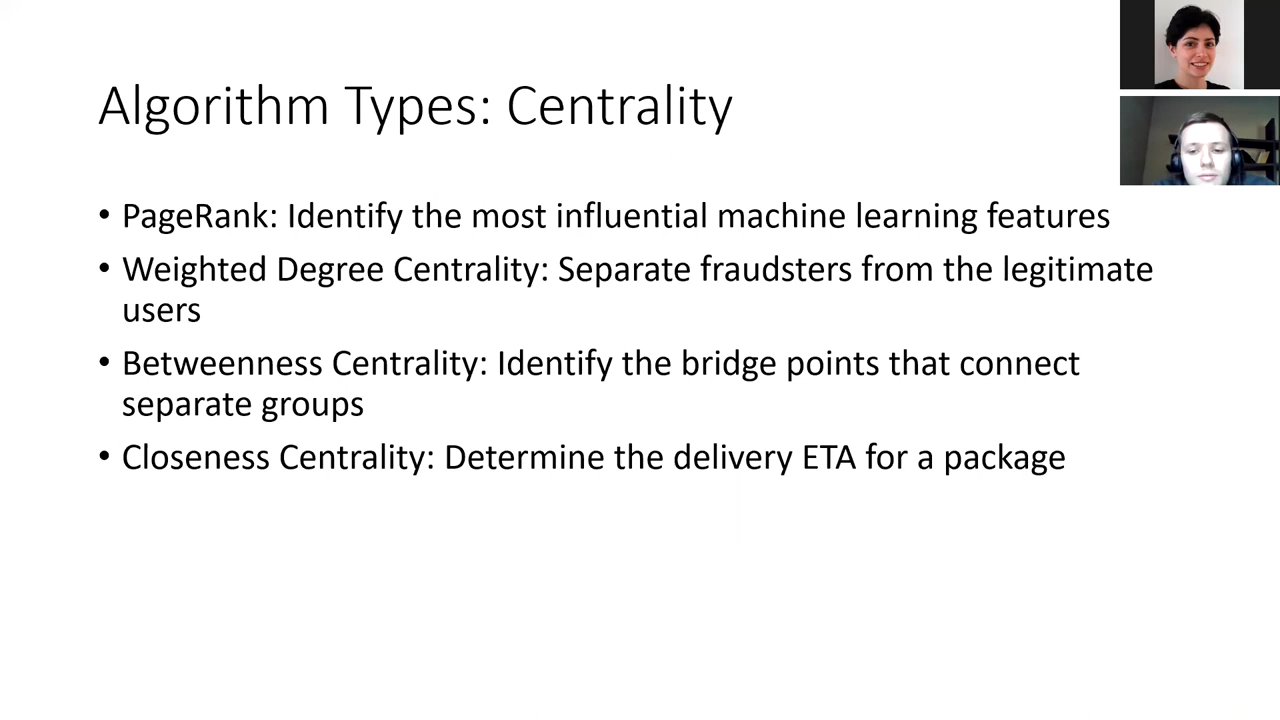 Algorithm Types: Centrality
• PageRank: Identify the most influential machine learning features
• Weighted Degree Centrality: Separate fraudsters from the legitimate
users
• Betweenness Centrality: Identify the bridge points that connect
separate groups
• Closeness Centrality: Determine the delivery ETA for a package